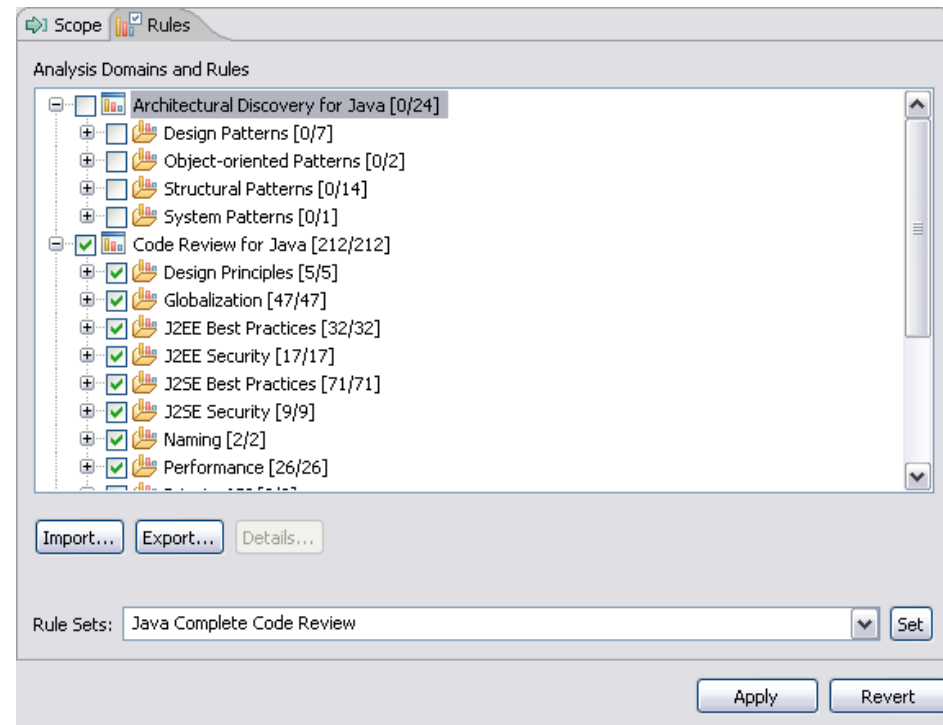 Scope Rules
Analysis Domains and Rules
Architectural Discovery for Java [0/24]
Design Patterns [0/7]
Object-oriented Patterns [0/2]
Structural Patterns [0/14]
System Patterns [0/1]
Code Review for Java [212/212]
Design Principles [5/5]
Globalization [47/47]
J2EE Best Practices [32/32]
J2EE Security [17/17]
J2SE Best Practices [71/71]
J2SE Security [9/9]
Naming [2/2]
Performance [26/26]
Import... Export... Details...
Rule Sets: Java Complete Code Review Set
Apply Revert